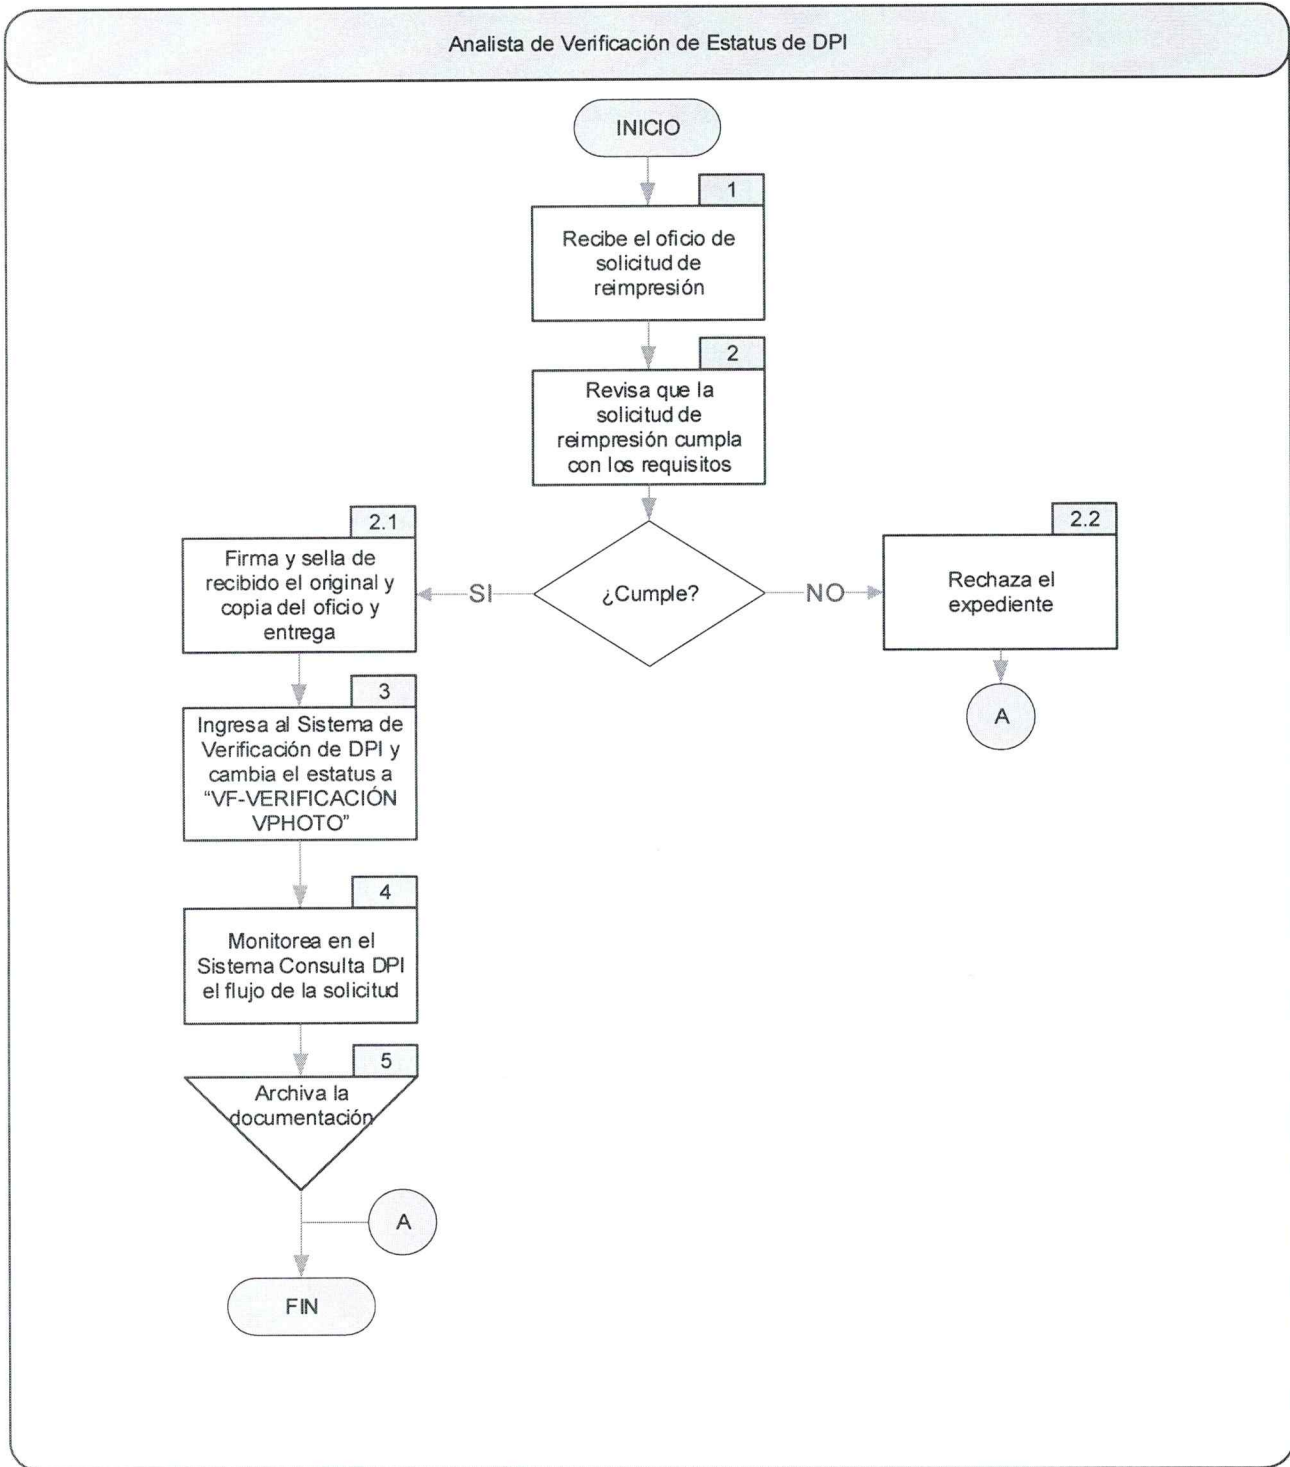 Analista de Verificación de Estatus de DPI
INICIO
1
Recibe el oficio de
solicitud de
reimpresión
2
Revisa que la
solicitud de
reimpresión cumpla
con los requisitos
¿Cumple?
SI
NO
2.1
Firma y sella de
recibido el original y
copia del oficio y
entrega
2.2
Rechaza el
expediente
A
3
Ingresa al Sistema de
Verificación de DPI y
cambia el estatus a
“VF-VERIFICACIÓN
VPHOTO”
4
Monitorea en el
Sistema Consulta DPI
el flujo de la solicitud
5
Archiva la
documentación
A
FIN